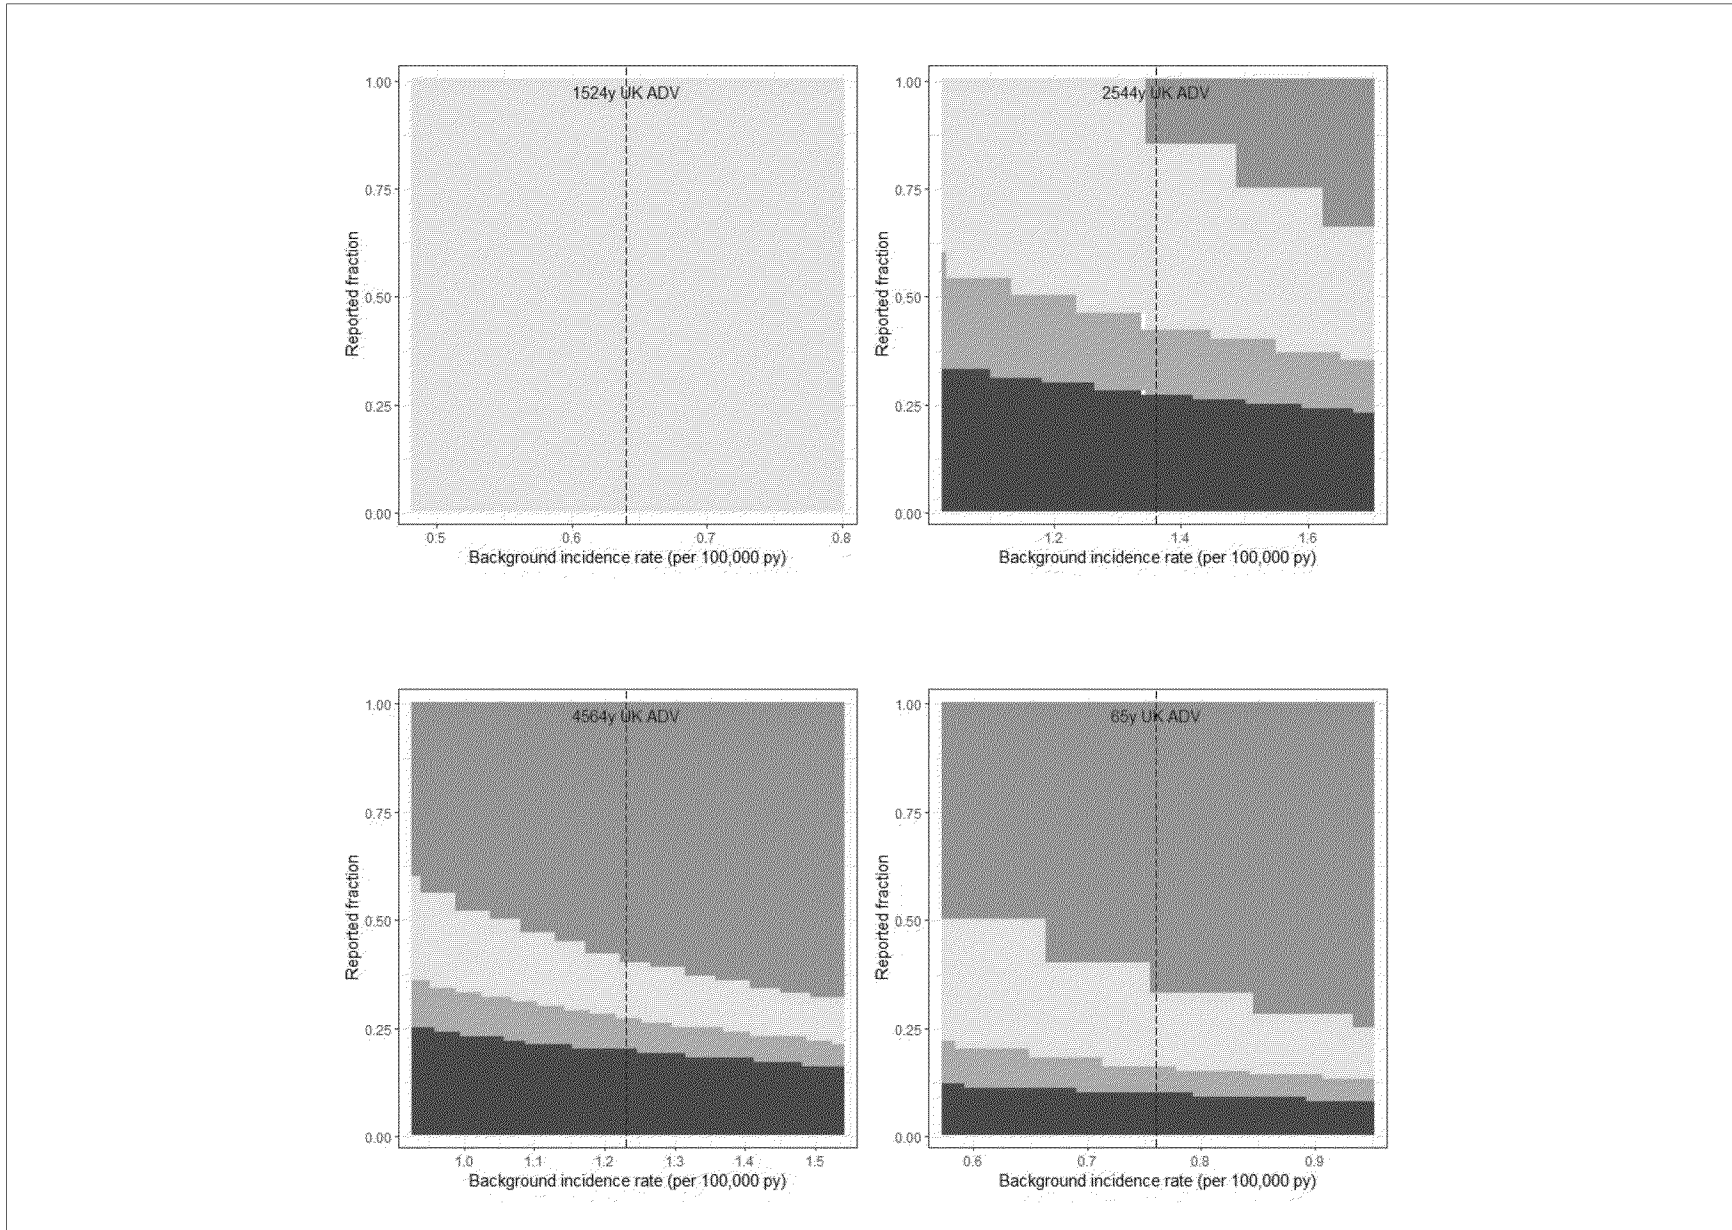 1524y UK ADV
1.00
0.75
0.50
0.25
0.00
Reported fraction
0.5 0.6 0.7 0.8
Background incidence rate (per 100,000 py)
2544y UK ADV
1.00
0.75
0.50
0.25
0.00
Reported fraction
1.2 1.4 1.6
Background incidence rate (per 100,000 py)
4564y UK ADV
1.00
0.75
0.50
0.25
0.00
Reported fraction
1.0 1.1 1.2 1.3 1.4 1.5
Background incidence rate (per 100,000 py)
65y UK ADV
1.00
0.75
0.50
0.25
0.00
Reported fraction
0.6 0.7 0.8 0.9
Background incidence rate (per 100,000 py)